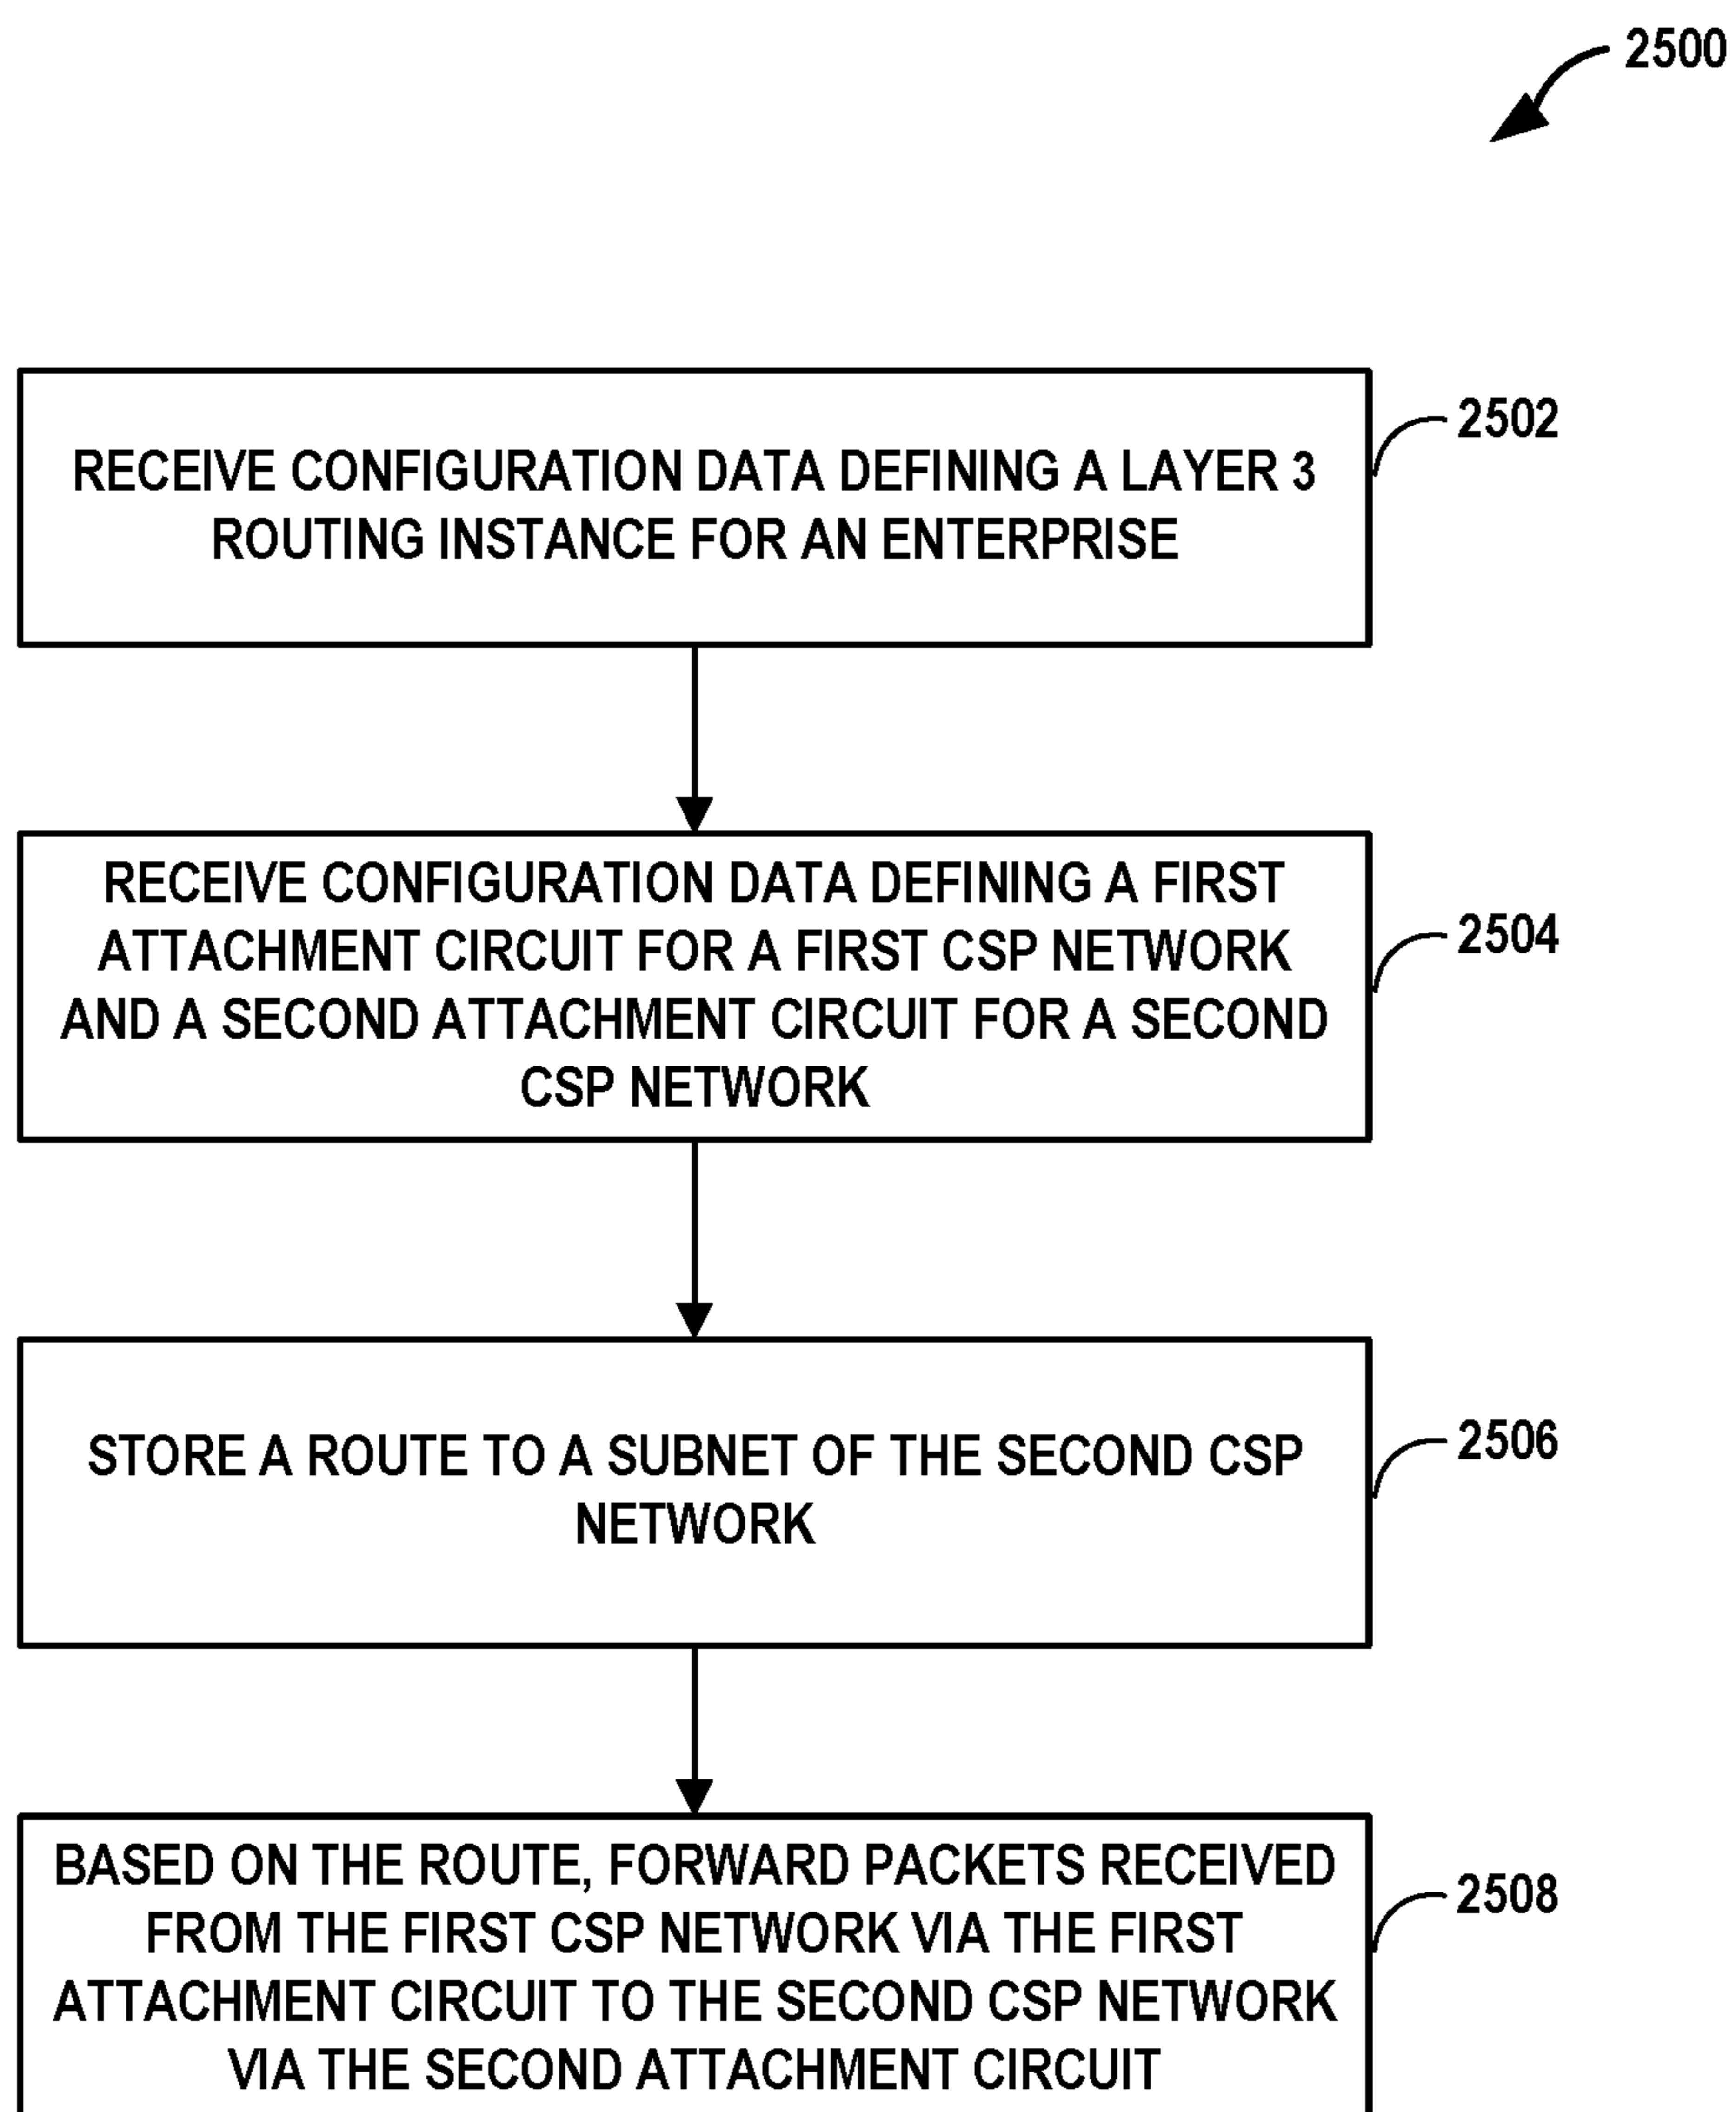 2500
RECEIVE CONFIGURATION DATA DEFINING A LAYER 3
ROUTING INSTANCE FOR AN ENTERPRISE
2502
RECEIVE CONFIGURATION DATA DEFINING A FIRST
ATTACHMENT CIRCUIT FOR A FIRST CSP NETWORK
AND A SECOND ATTACHMENT CIRCUIT FOR A SECOND
CSP NETWORK
2504
STORE A ROUTE TO A SUBNET OF THE SECOND CSP
NETWORK
2506
BASED ON THE ROUTE, FORWARD PACKETS RECEIVED
FROM THE FIRST CSP NETWORK VIA THE FIRST
ATTACHMENT CIRCUIT TO THE SECOND CSP NETWORK
VIA THE SECOND ATTACHMENT CIRCUIT
2508